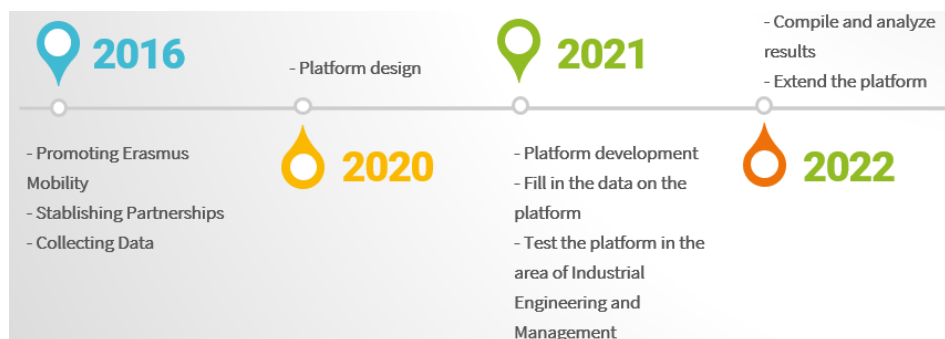 2016
- Promoting Erasmus
Mobility
- Stablishing Partnerships
- Collecting Data
- Platform design
2020
2021
- Platform development
- Fill in the data on the
platform
- Test the platform in the
area of Industrial
Engineering and
Management
- Compile and analyze
results
- Extend the platform
2022